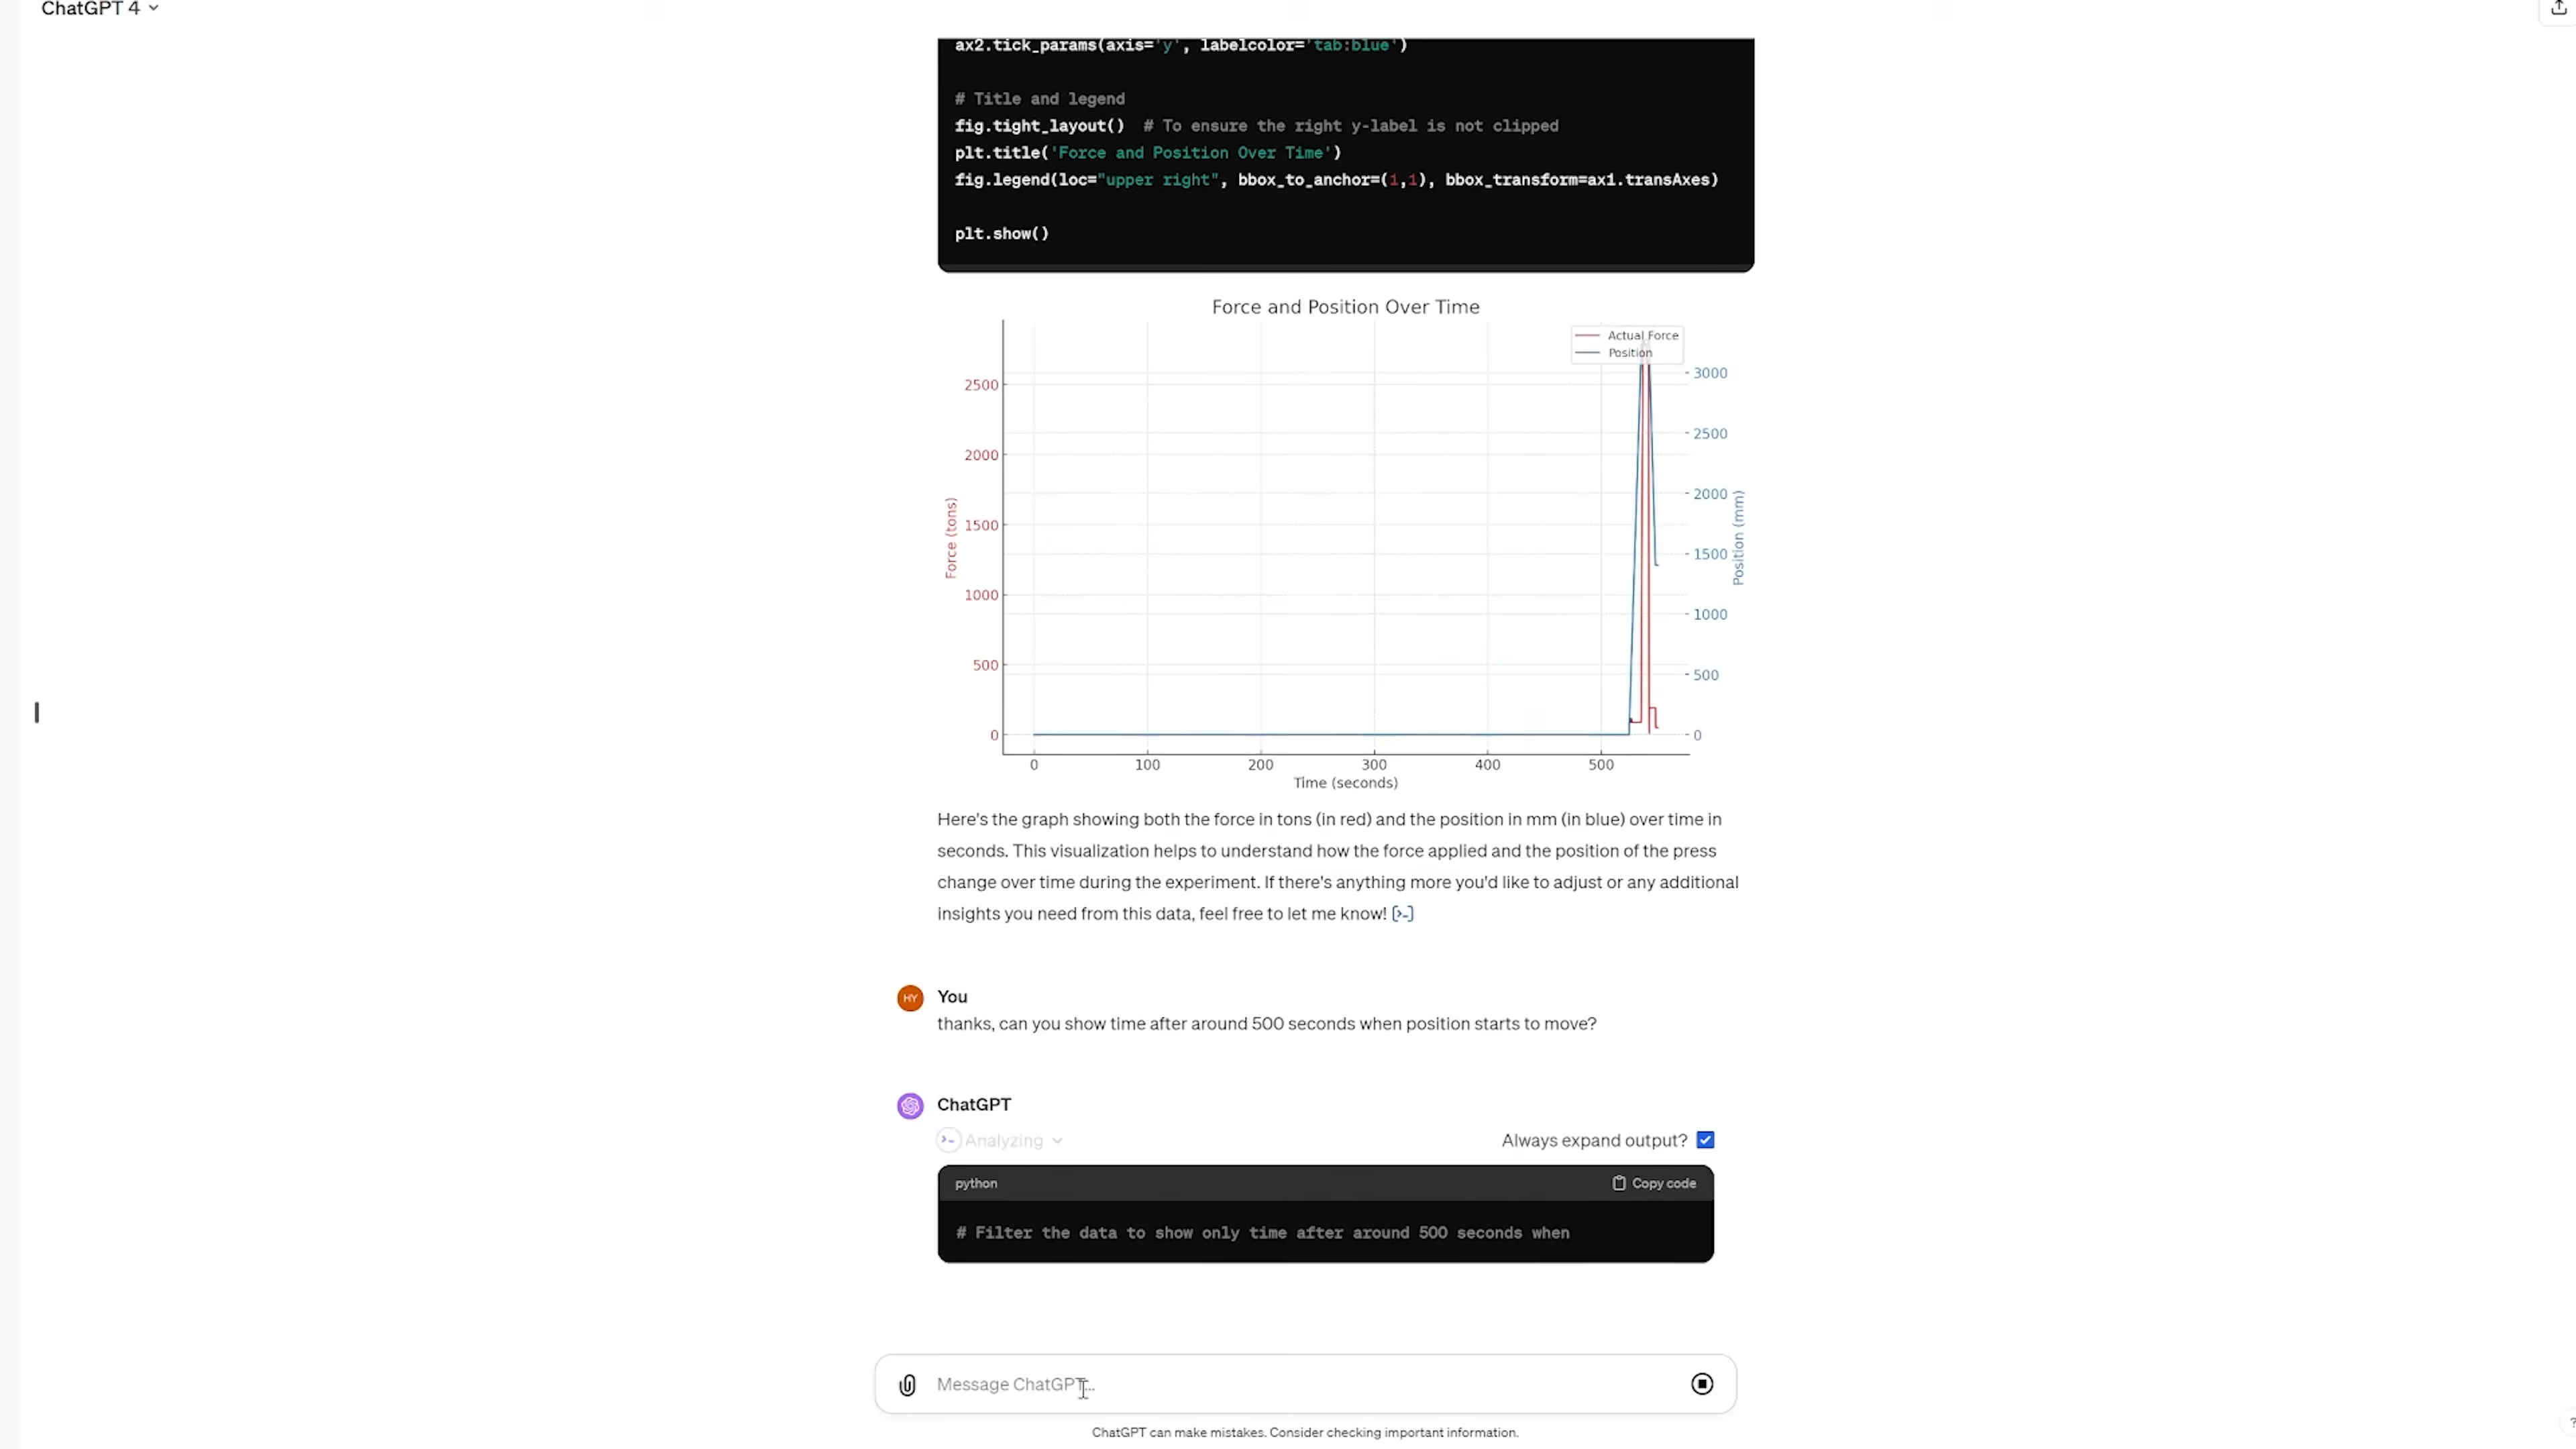 ChatGPT 4
ax2.tick_params(axis='y', labelcolor='tab:blue')
# Title and legend
fig.tight_layout()  # To ensure the right y-label is not clipped
plt.title('Force and Position Over Time')
fig.legend(loc="upper right", bbox_to_anchor=(1,1), bbox_transform=ax1.transAxes)
plt.show()
Force and Position Over Time
Actual Force
Position
2500
2000
1500
1000
500
0
Force (tons)
3000
2500
2000
1500
1000
500
0
Position (mm)
0 100 200 300 400 500
Time (seconds)
Here's the graph showing both the force in tons (in red) and the position in mm (in blue) over time in
seconds. This visualization helps to understand how the force applied and the position of the press
change over time during the experiment. If there's anything more you'd like to adjust or any additional
insights you need from this data, feel free to let me know! [>-]
HY
You
thanks, can you show time after around 500 seconds when position starts to move?
ChatGPT
Analyzing
Always expand output?
python
Copy code
# Filter the data to show only time after around 500 seconds when
Message ChatGPT...
ChatGPT can make mistakes. Consider checking important information.
?